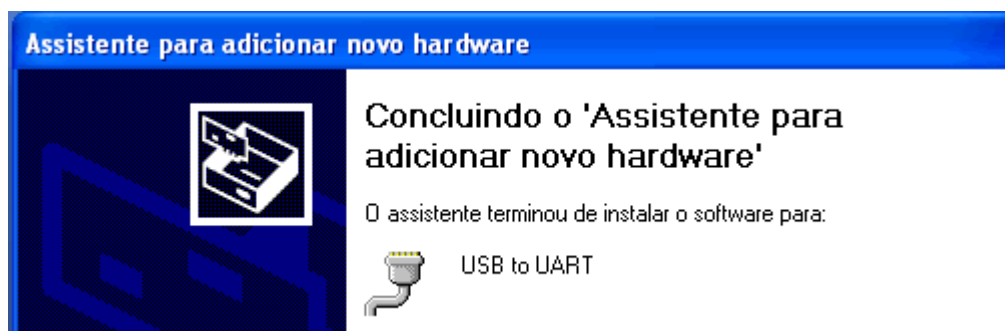 Assistente para adicionar novo hardware
Concluindo o 'Assistente para
adicionar novo hardware'
O assistente terminou de instalar o software para:
USB to UART